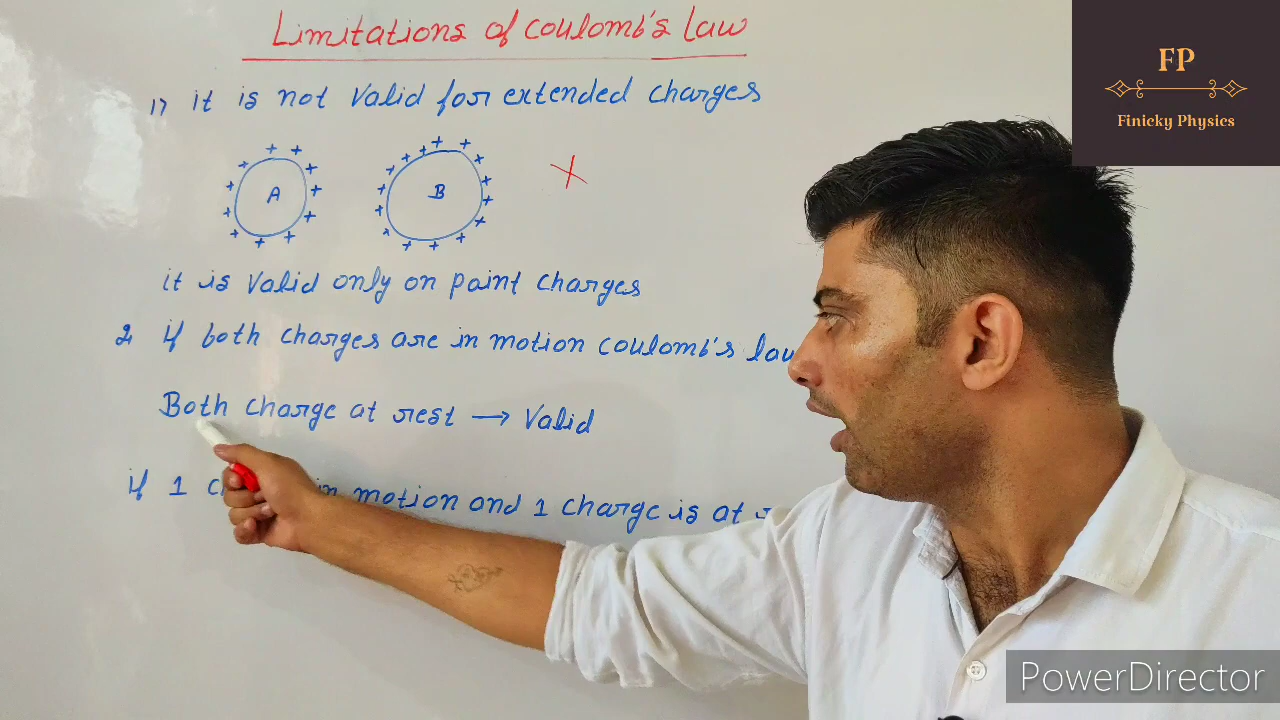 Limitations of Coulomb's Law
1) it is not valid for extended charges
A B
it is valid only on point charges
2 if both charges are in motion coulomb's law
Both charge at rest → Valid
if 1 in motion and 1 charge is at
FP
Finicky Physics
PowerDirector